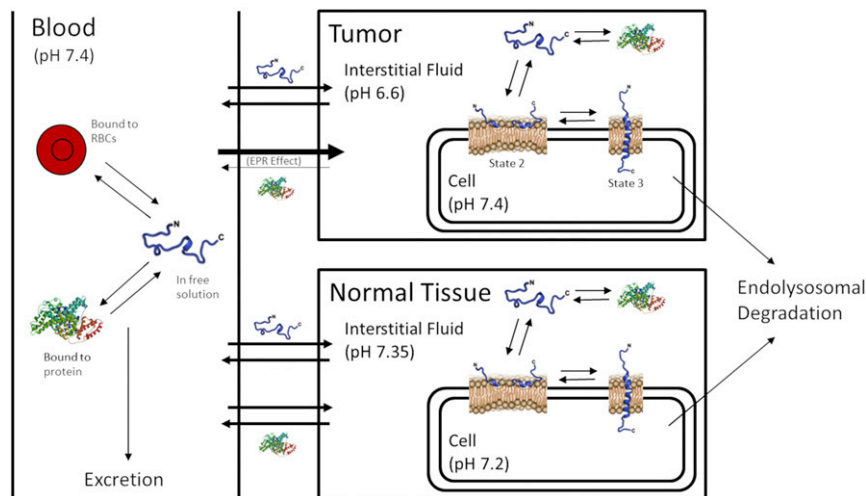 Blood
(pH 7.4)
Bound to
RBCs
N
C
In free
solution
Bound to
protein
Excretion
N
C
(EPR Effect)
N
C
Tumor
Interstitial Fluid
(pH 6.6)
N
C
N
C
State 2
N
C
State 3
Cell
(pH 7.4)
Normal Tissue
Interstitial Fluid
(pH 7.35)
N
C
N
C
N
C
Cell
(pH 7.2)
Endolysosomal
Degradation